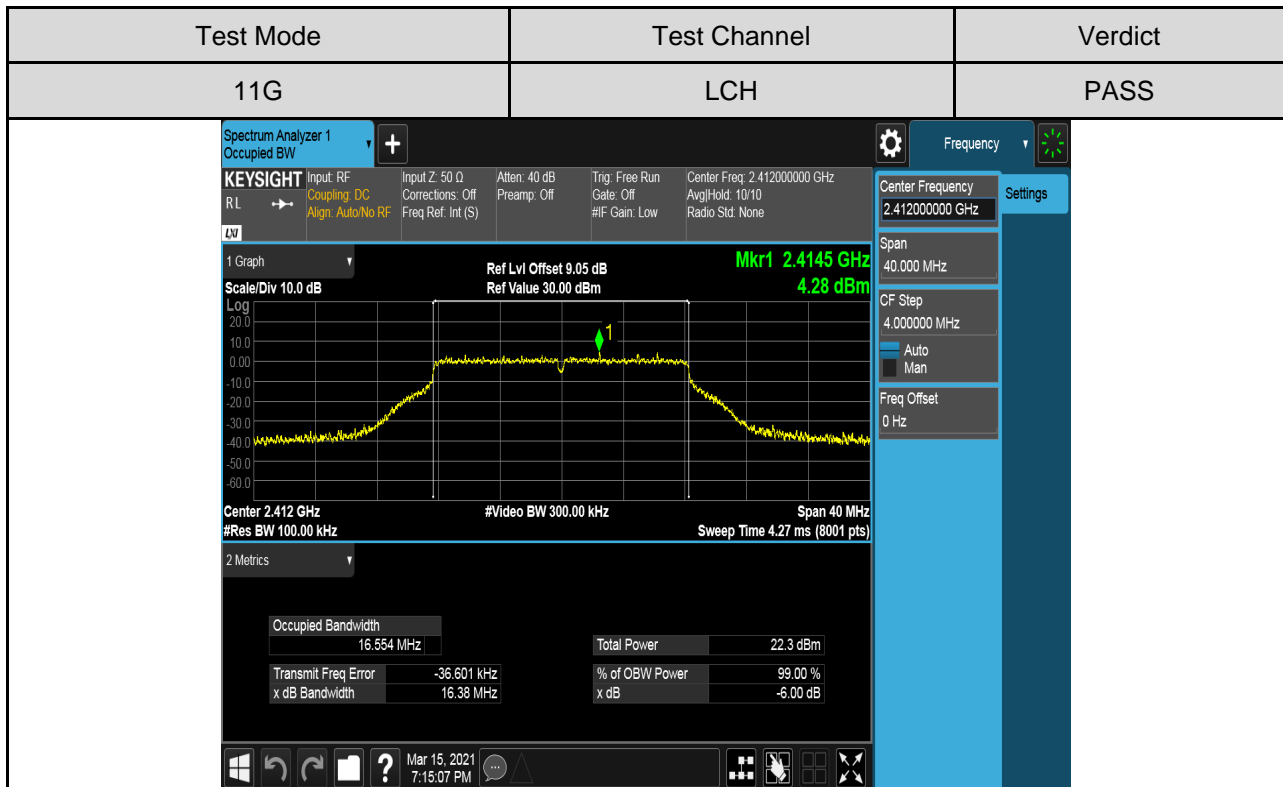 Test Mode Test Channel Verdict
11G LCH PASS
Spectrum Analyzer 1
Occupied BW
Frequency
KEYSIGHT
R L
LXI
Input: RF
Coupling: DC
Align: Auto/No RF
Input Z: 50 Ω
Corrections: Off
Freq Ref: Int (S)
Atten: 40 dB
Preamp: Off
Trig: Free Run
Gate: Off
#IF Gain: Low
Center Freq: 2.412000000 GHz
Avg|Hold: 10/10
Radio Std: None
Center Frequency
2.412000000 GHz
Settings
Span
40.000 MHz
CF Step
4.000000 MHz
Auto
Man
Freq Offset
0 Hz
1 Graph
Scale/Div 10.0 dB
Ref Lvl Offset 9.05 dB
Ref Value 30.00 dBm
Mkr1 2.4145 GHz
4.28 dBm
Log
20.0
10.0
0.00
-10.0
-20.0
-30.0
-40.0
-50.0
-60.0
1
Center 2.412 GHz
#Res BW 100.00 kHz
#Video BW 300.00 kHz
Span 40 MHz
Sweep Time 4.27 ms (8001 pts)
2 Metrics
Occupied Bandwidth
16.554 MHz
Transmit Freq Error -36.601 kHz
x dB Bandwidth 16.38 MHz
Total Power 22.3 dBm
% of OBW Power 99.00 %
x dB -6.00 dB
?
Mar 15, 2021
7:15:07 PM